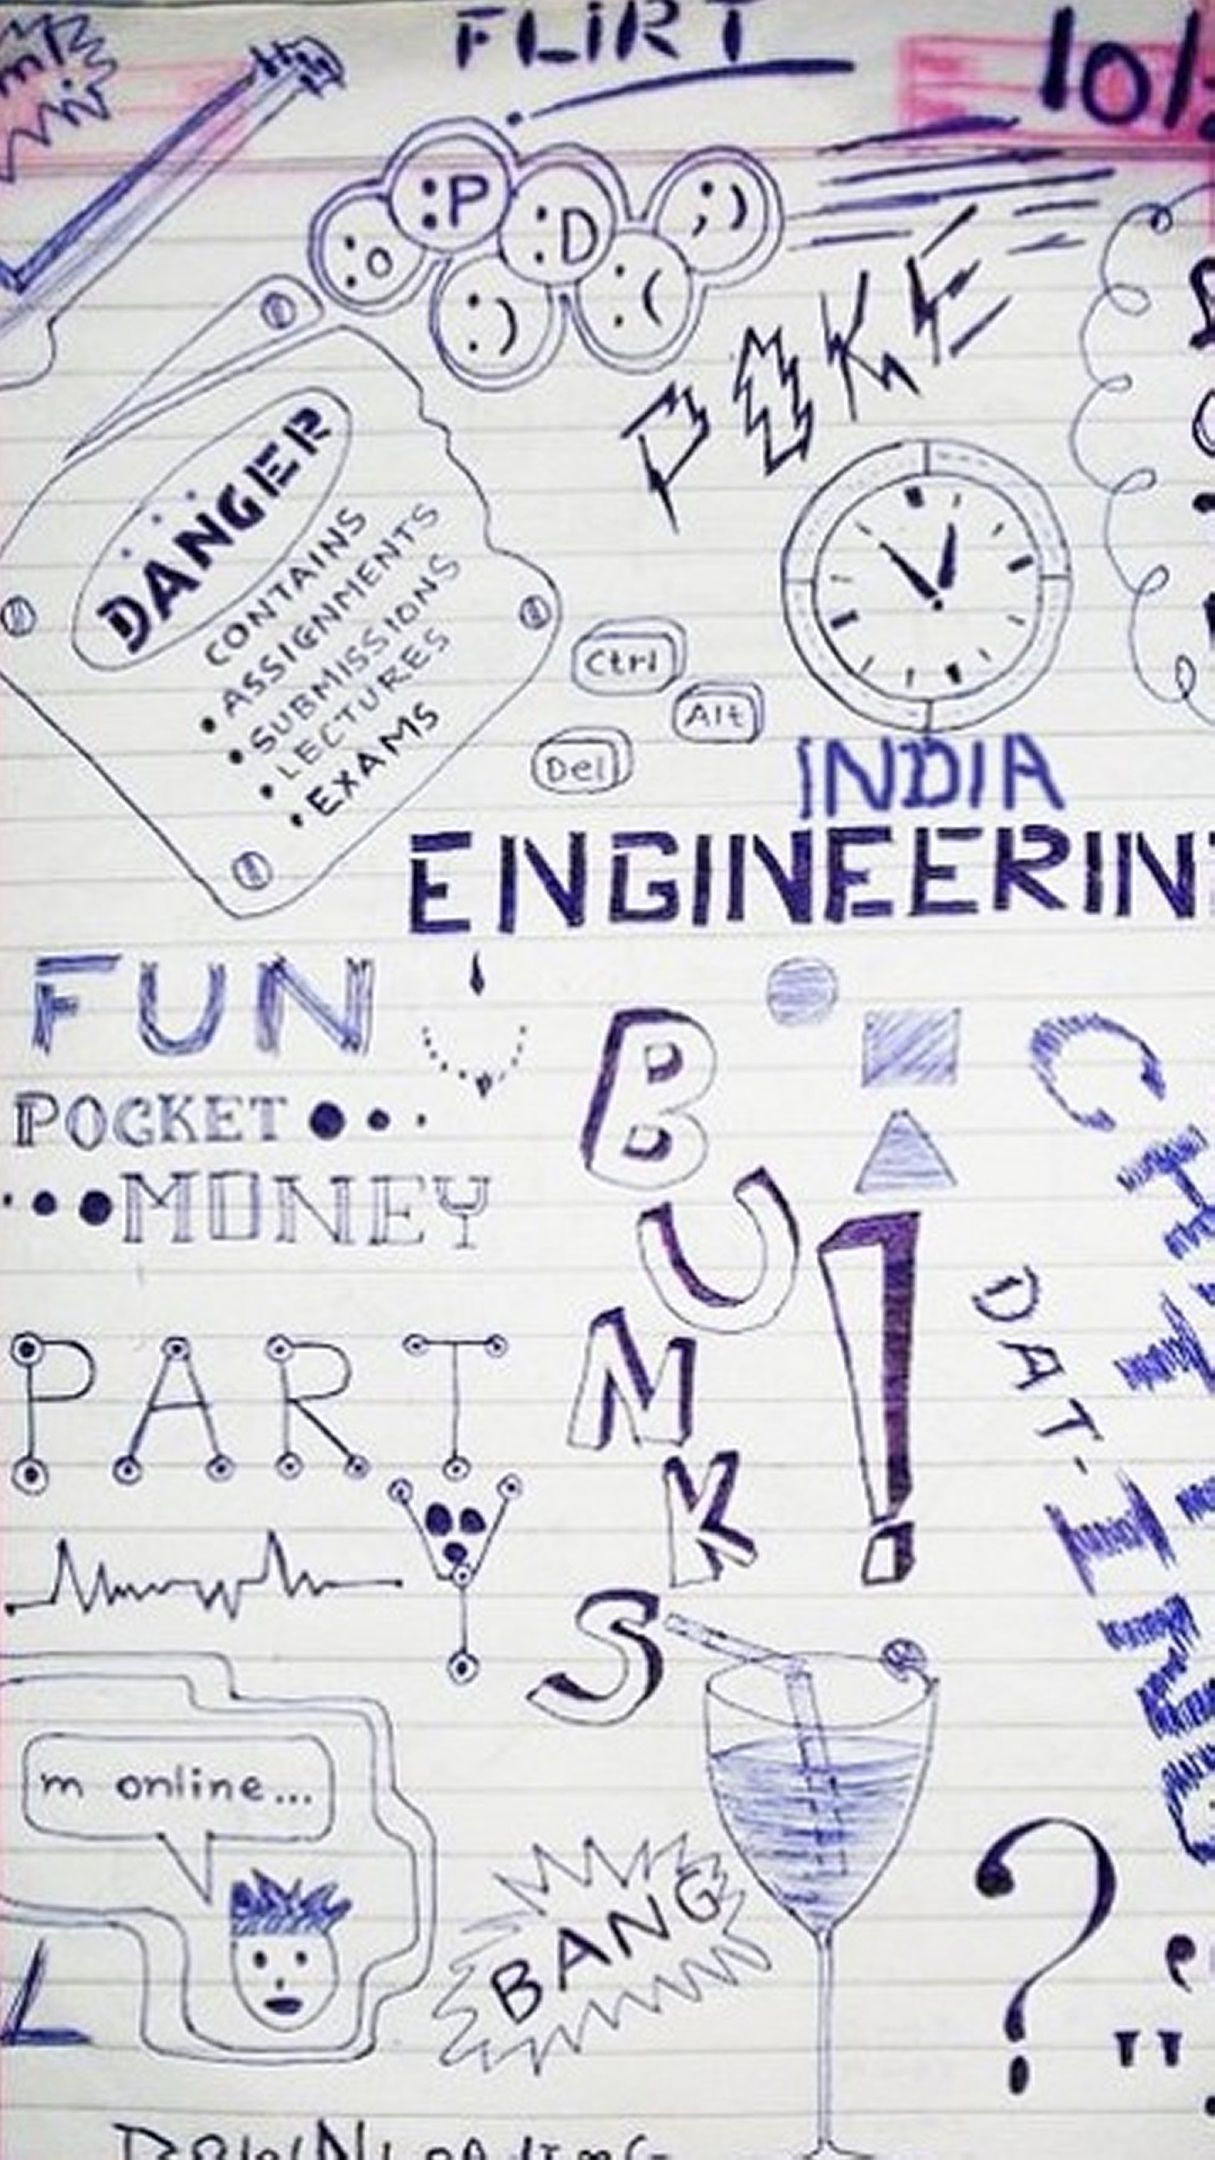 FLiRT
10/
:o :P :D ;)
:) :(
POKE
DANGER
CONTAINS
• ASSIGNMENTS
• SUBMISSIONS
• LECTURES
• EXAMS
Ctrl
Alt
Del
INDIA
ENGINEERIN
FUN
POCKET
MONEY
BUNKS!
PARTY
DAT-
m online...
BANG
?
DOWNLOADING